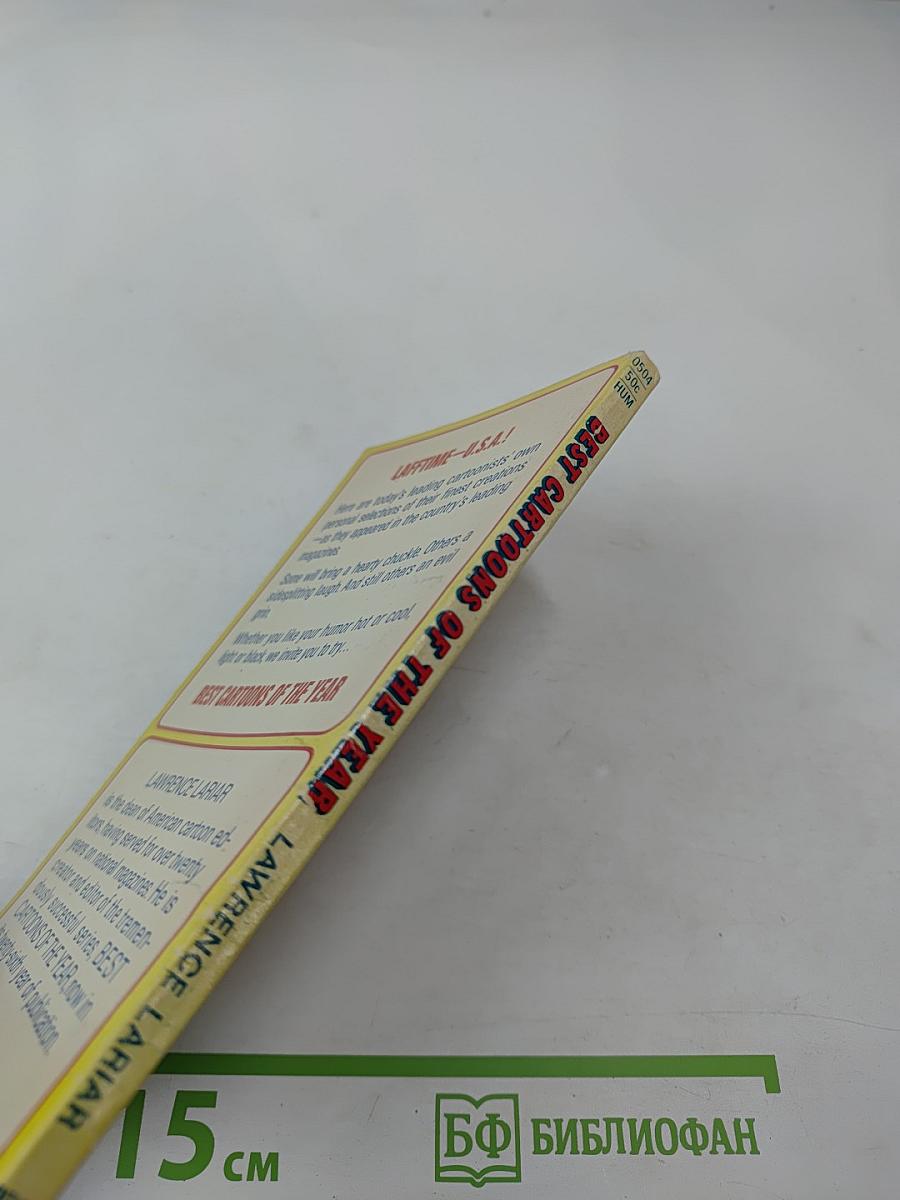 0504
50c
HUM
BEST CARTOONS OF THE YEAR
LAWRENCE LARIAR
LAFFTIME—U.S.A.!
Here are today's leading cartoonists' own
personal selections of their finest creations
—as they appeared in the country's leading
magazines.
Some will bring a hearty chuckle. Others a
sidesplitting laugh. And still others an evil
grin.
Whether you like your humor hot or cool,
light or black, we invite you to try...
BEST CARTOONS OF THE YEAR
LAWRENCE LARIAR
is the dean of American cartoon ed-
itors, having served for over twenty
years on national magazines. He is
creator and editor of the tremen-
dously successful series, BEST
CARTOONS OF THE YEAR, now in
twenty-sixth year of publication.
15 см
БФ БИБЛИОФАН